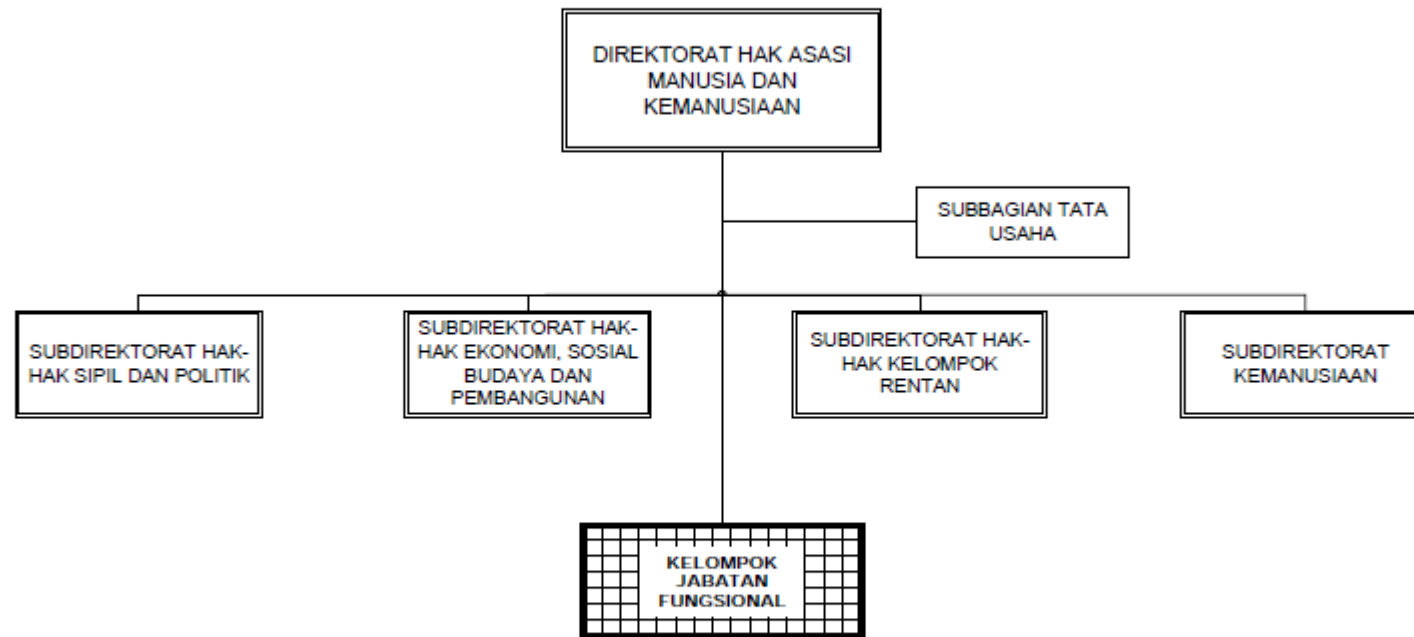 DIREKTORAT HAK ASASI
MANUSIA DAN
KEMANUSIAAN
SUBBAGIAN TATA
USAHA
SUBDIREKTORAT HAK-
HAK SIPIL DAN POLITIK
SUBDIREKTORAT HAK-
HAK EKONOMI, SOSIAL
BUDAYA DAN
PEMBANGUNAN
SUBDIREKTORAT HAK-
HAK KELOMPOK
RENTAN
SUBDIREKTORAT
KEMANUSIAAN
KELOMPOK
JABATAN
FUNGSIONAL